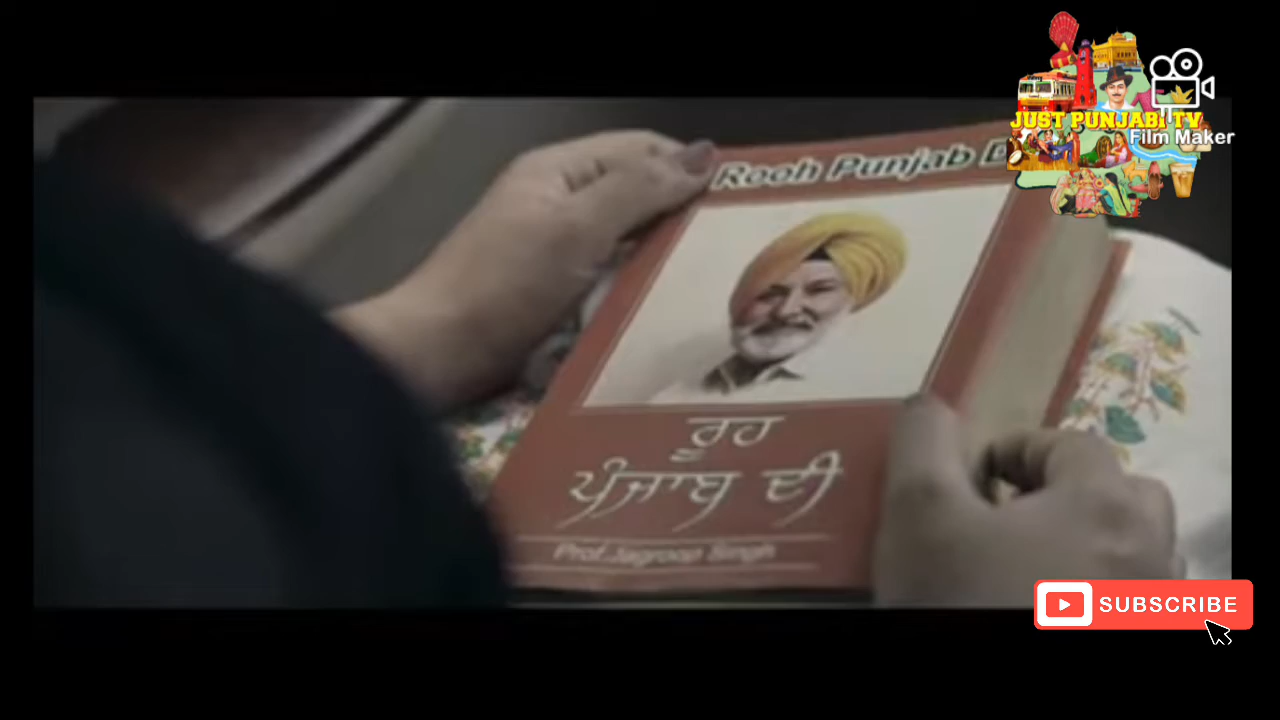 JUST PUNJABI TV
Film Maker
Rooh Punjab D
ਰੂਹ
ਪੰਜਾਬ ਦੀ
Prof.Jagroop Singh
SUBSCRIBE